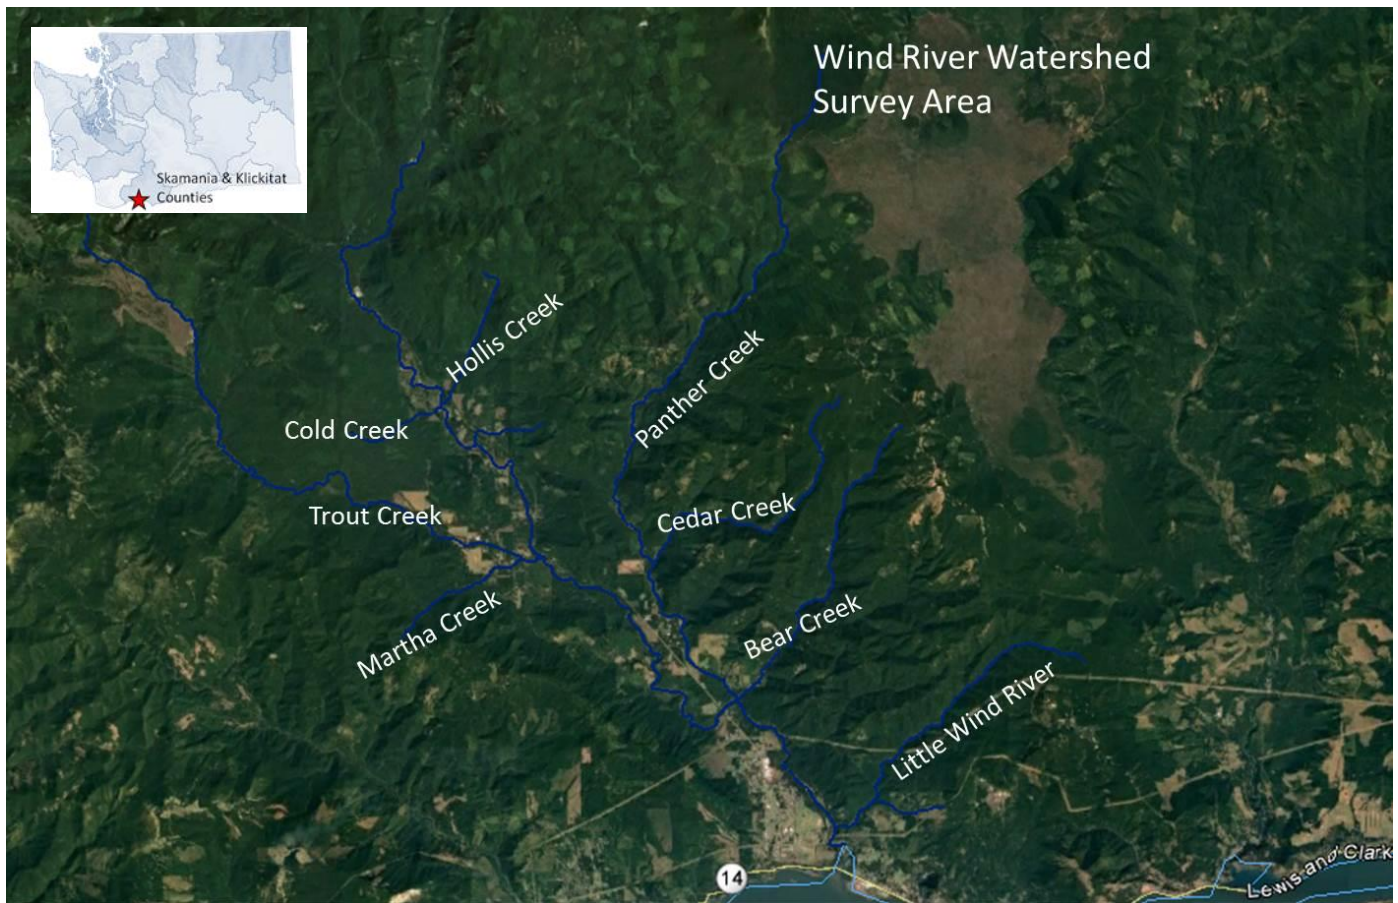 Wind River Watershed
Survey Area
Skamania & Klickitat
Counties
Hollis Creek
Panther Creek
Cold Creek
Cedar Creek
Trout Creek
Bear Creek
Martha Creek
Little Wind River
14
Lewis and Clark